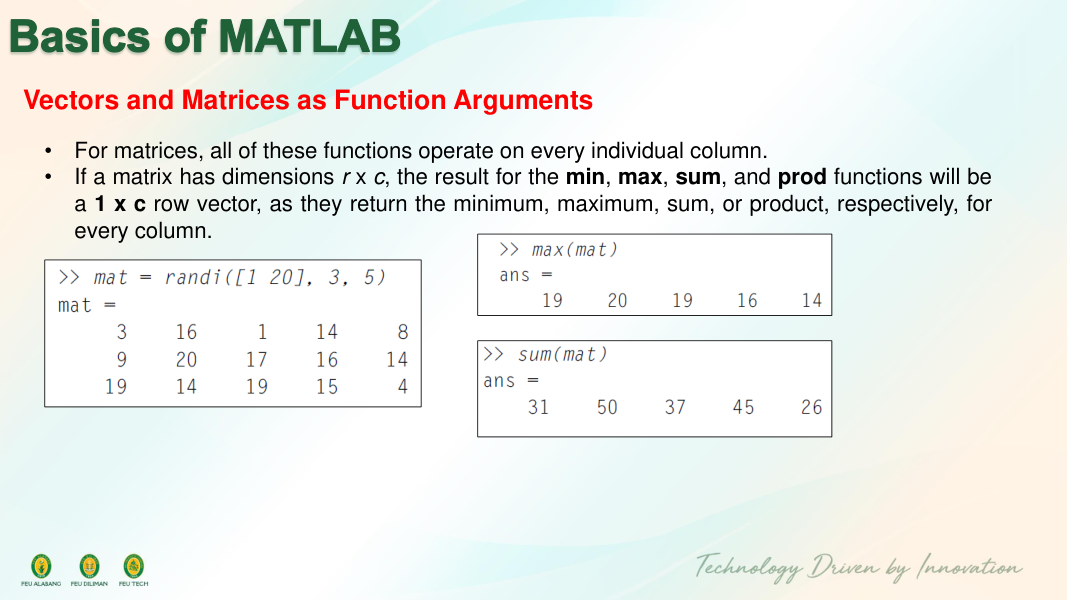 Basics of MATLAB
Vectors and Matrices as Function Arguments
• For matrices, all of these functions operate on every individual column.
• If a matrix has dimensions r x c, the result for the min, max, sum, and prod functions will be
a 1 x c row vector, as they return the minimum, maximum, sum, or product, respectively, for
every column.
>> mat = randi([1 20], 3, 5)
mat =
3 16 1 14 8
9 20 17 16 14
19 14 19 15 4
>> max(mat)
ans =
19 20 19 16 14
>> sum(mat)
ans =
31 50 37 45 26
FEU ALABANG FEU DILIMAN FEU TECH
Technology Driven by Innovation